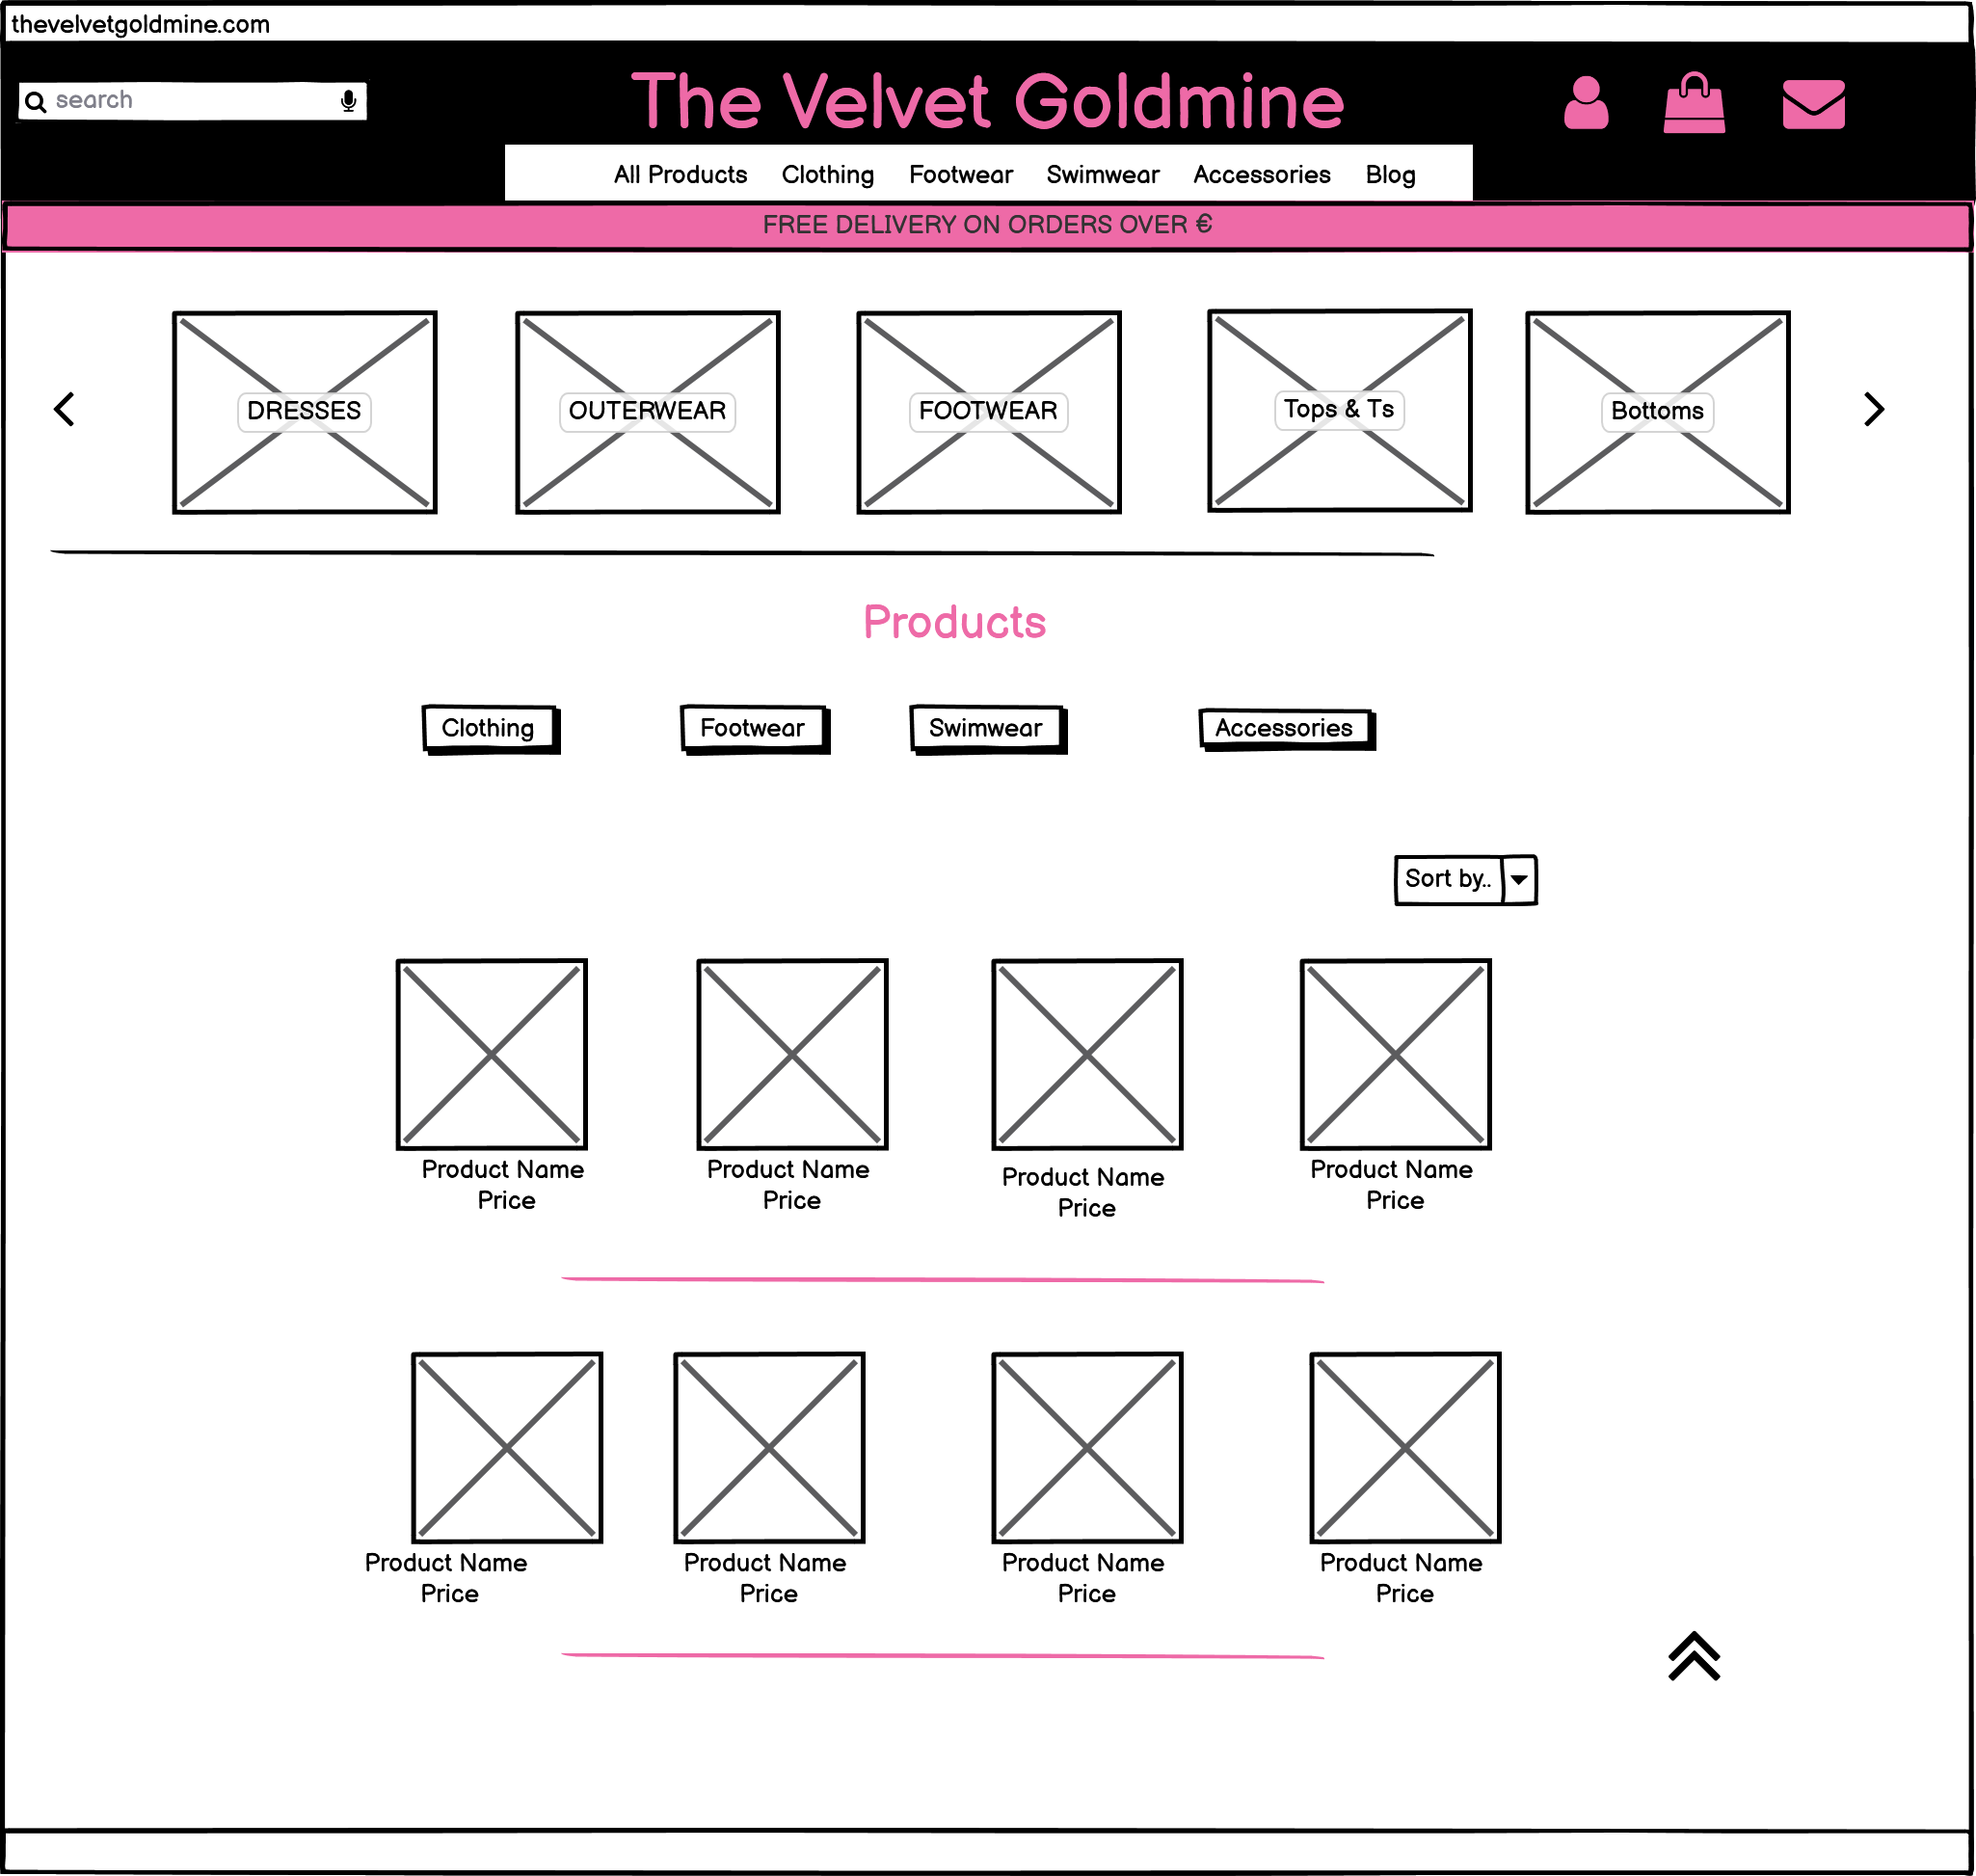 thevelvetgoldmine.com
search
The Velvet Goldmine
All Products Clothing Footwear Swimwear Accessories Blog
FREE DELIVERY ON ORDERS OVER €
DRESSES OUTERWEAR FOOTWEAR Tops & Ts Bottoms
Products
Clothing Footwear Swimwear Accessories
Sort by..
Product Name Product Name Product Name Product Name
Price Price Price Price
Product Name Product Name Product Name Product Name
Price Price Price Price